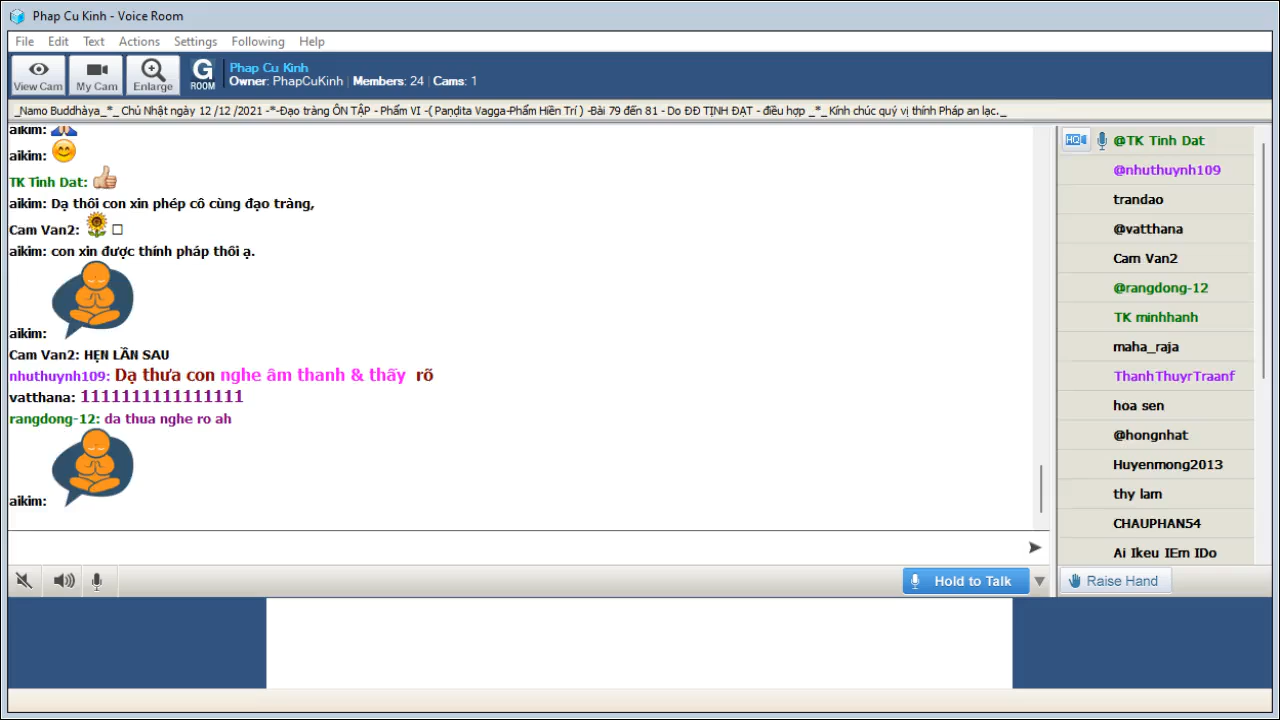 Phap Cu Kinh - Voice Room
File Edit Text Actions Settings Following Help
View Cam My Cam Enlarge G ROOM
Phap Cu Kinh
Owner: PhapCuKinh | Members: 24 | Cams: 1
_Namo Buddhàya_*_ Chủ Nhật ngày 12 /12 /2021 -*-Đạo tràng ÔN TẬP - Phẩm VI -( Paṇḍita Vagga-Phẩm Hiền Trí ) -Bài 79 đến 81 - Do ĐĐ TỊNH ĐẠT - điều hợp _*_ Kính chúc quý vị thính Pháp an lạc._
aikim:
aikim:
TK Tinh Dat:
aikim: Dạ thôi con xin phép cô cùng đạo tràng,
Cam Van2:
aikim: con xin được thính pháp thôi ạ.
aikim:
Cam Van2: HẸN LẦN SAU
nhuthuynh109: Dạ thưa con nghe âm thanh & thấy rõ
vatthana: 1111111111111111
rangdong-12: da thua nghe ro ah
aikim:
HQ
@TK Tinh Dat
@nhuthuynh109
trandao
@vatthana
Cam Van2
@rangdong-12
TK minhhanh
maha_raja
ThanhThuyrTraanf
hoa sen
@hongnhat
Huyenmong2013
thy lam
CHAUPHAN54
Ai Ikeu IEm IDo
Hold to Talk
Raise Hand